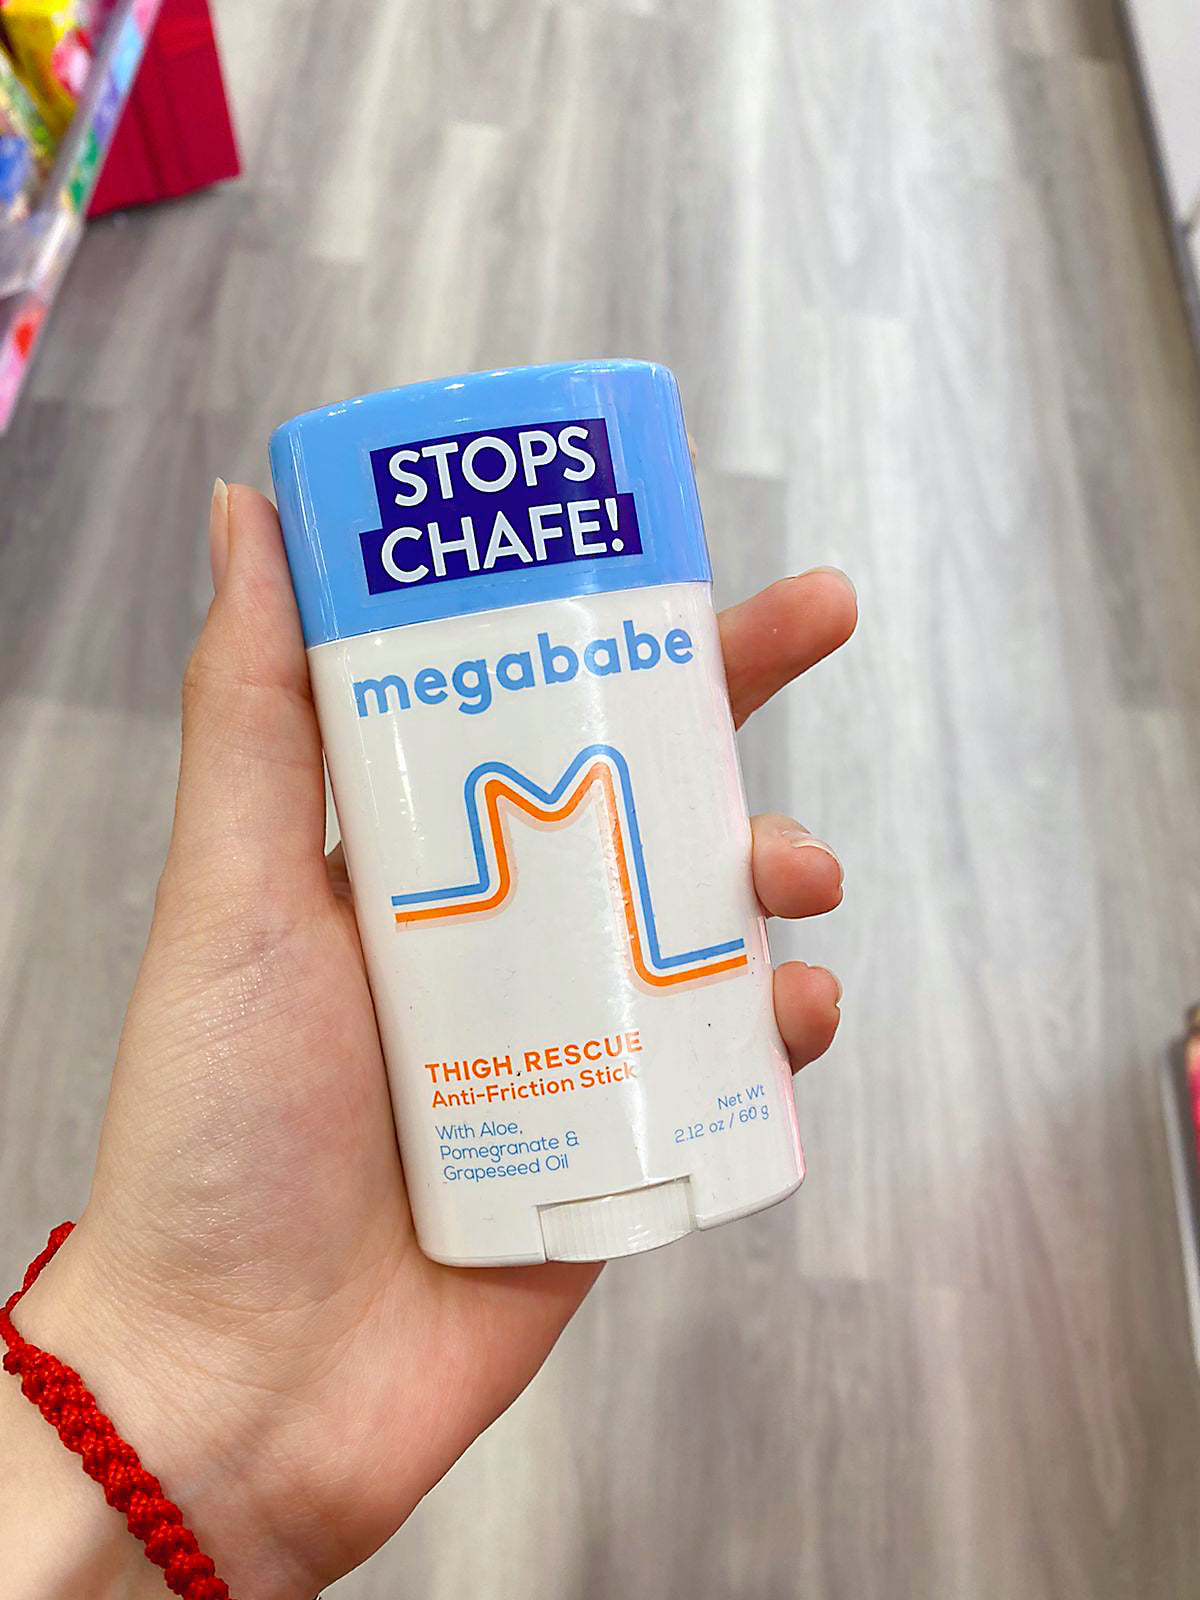 STOPS
CHAFE!
megababe
THIGH RESCUE
Anti-Friction Stick
With Aloe,
Pomegranate &
Grapeseed Oil
Net Wt
2.12 oz / 60 g